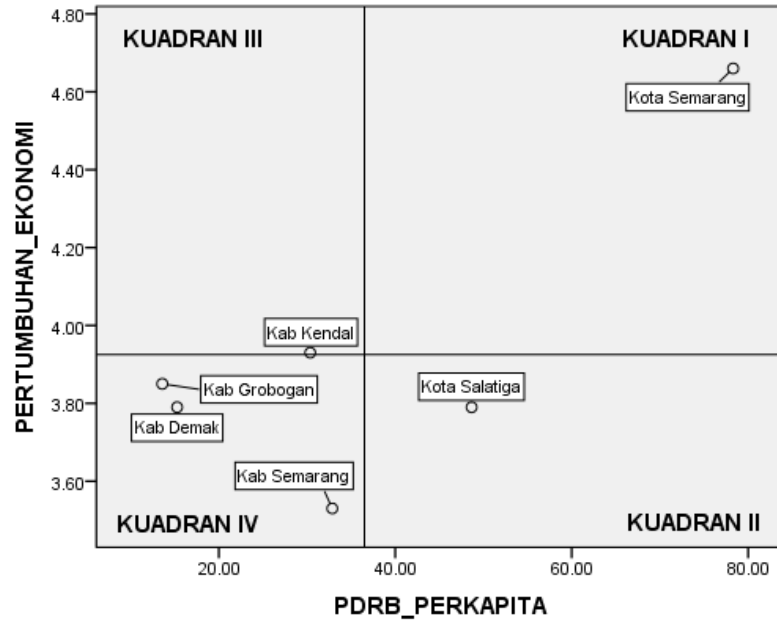 4.80
KUADRAN III
KUADRAN I
4.60
Kota Semarang
4.40
4.20
4.00
Kab Kendal
Kab Grobogan
Kota Salatiga
3.80
Kab Demak
Kab Semarang
3.60
KUADRAN IV
KUADRAN II
20.00
40.00
60.00
80.00
PERTUMBUHAN_EKONOMI
PDRB_PERKAPITA